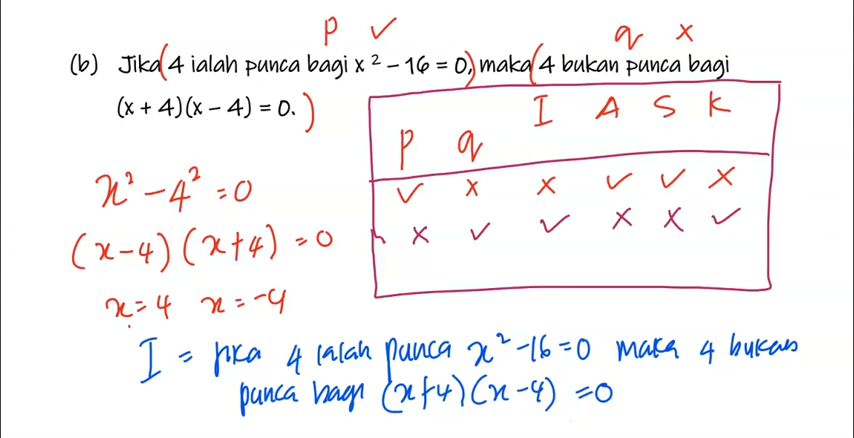 p ✓ q x
(b) Jika (4 ialah punca bagi x² − 16 = 0,) maka (4 bukan punca bagi
(x + 4)(x − 4) = 0.)
I A S K
p q
✓ x x ✓ ✓ x
x ✓ ✓ x x ✓
x² − 4² = 0
(x − 4)(x + 4) = 0
x = 4 x = −4
I = jika 4 ialah punca x² − 16 = 0 maka 4 bukan
punca bagi (x + 4)(x − 4) = 0